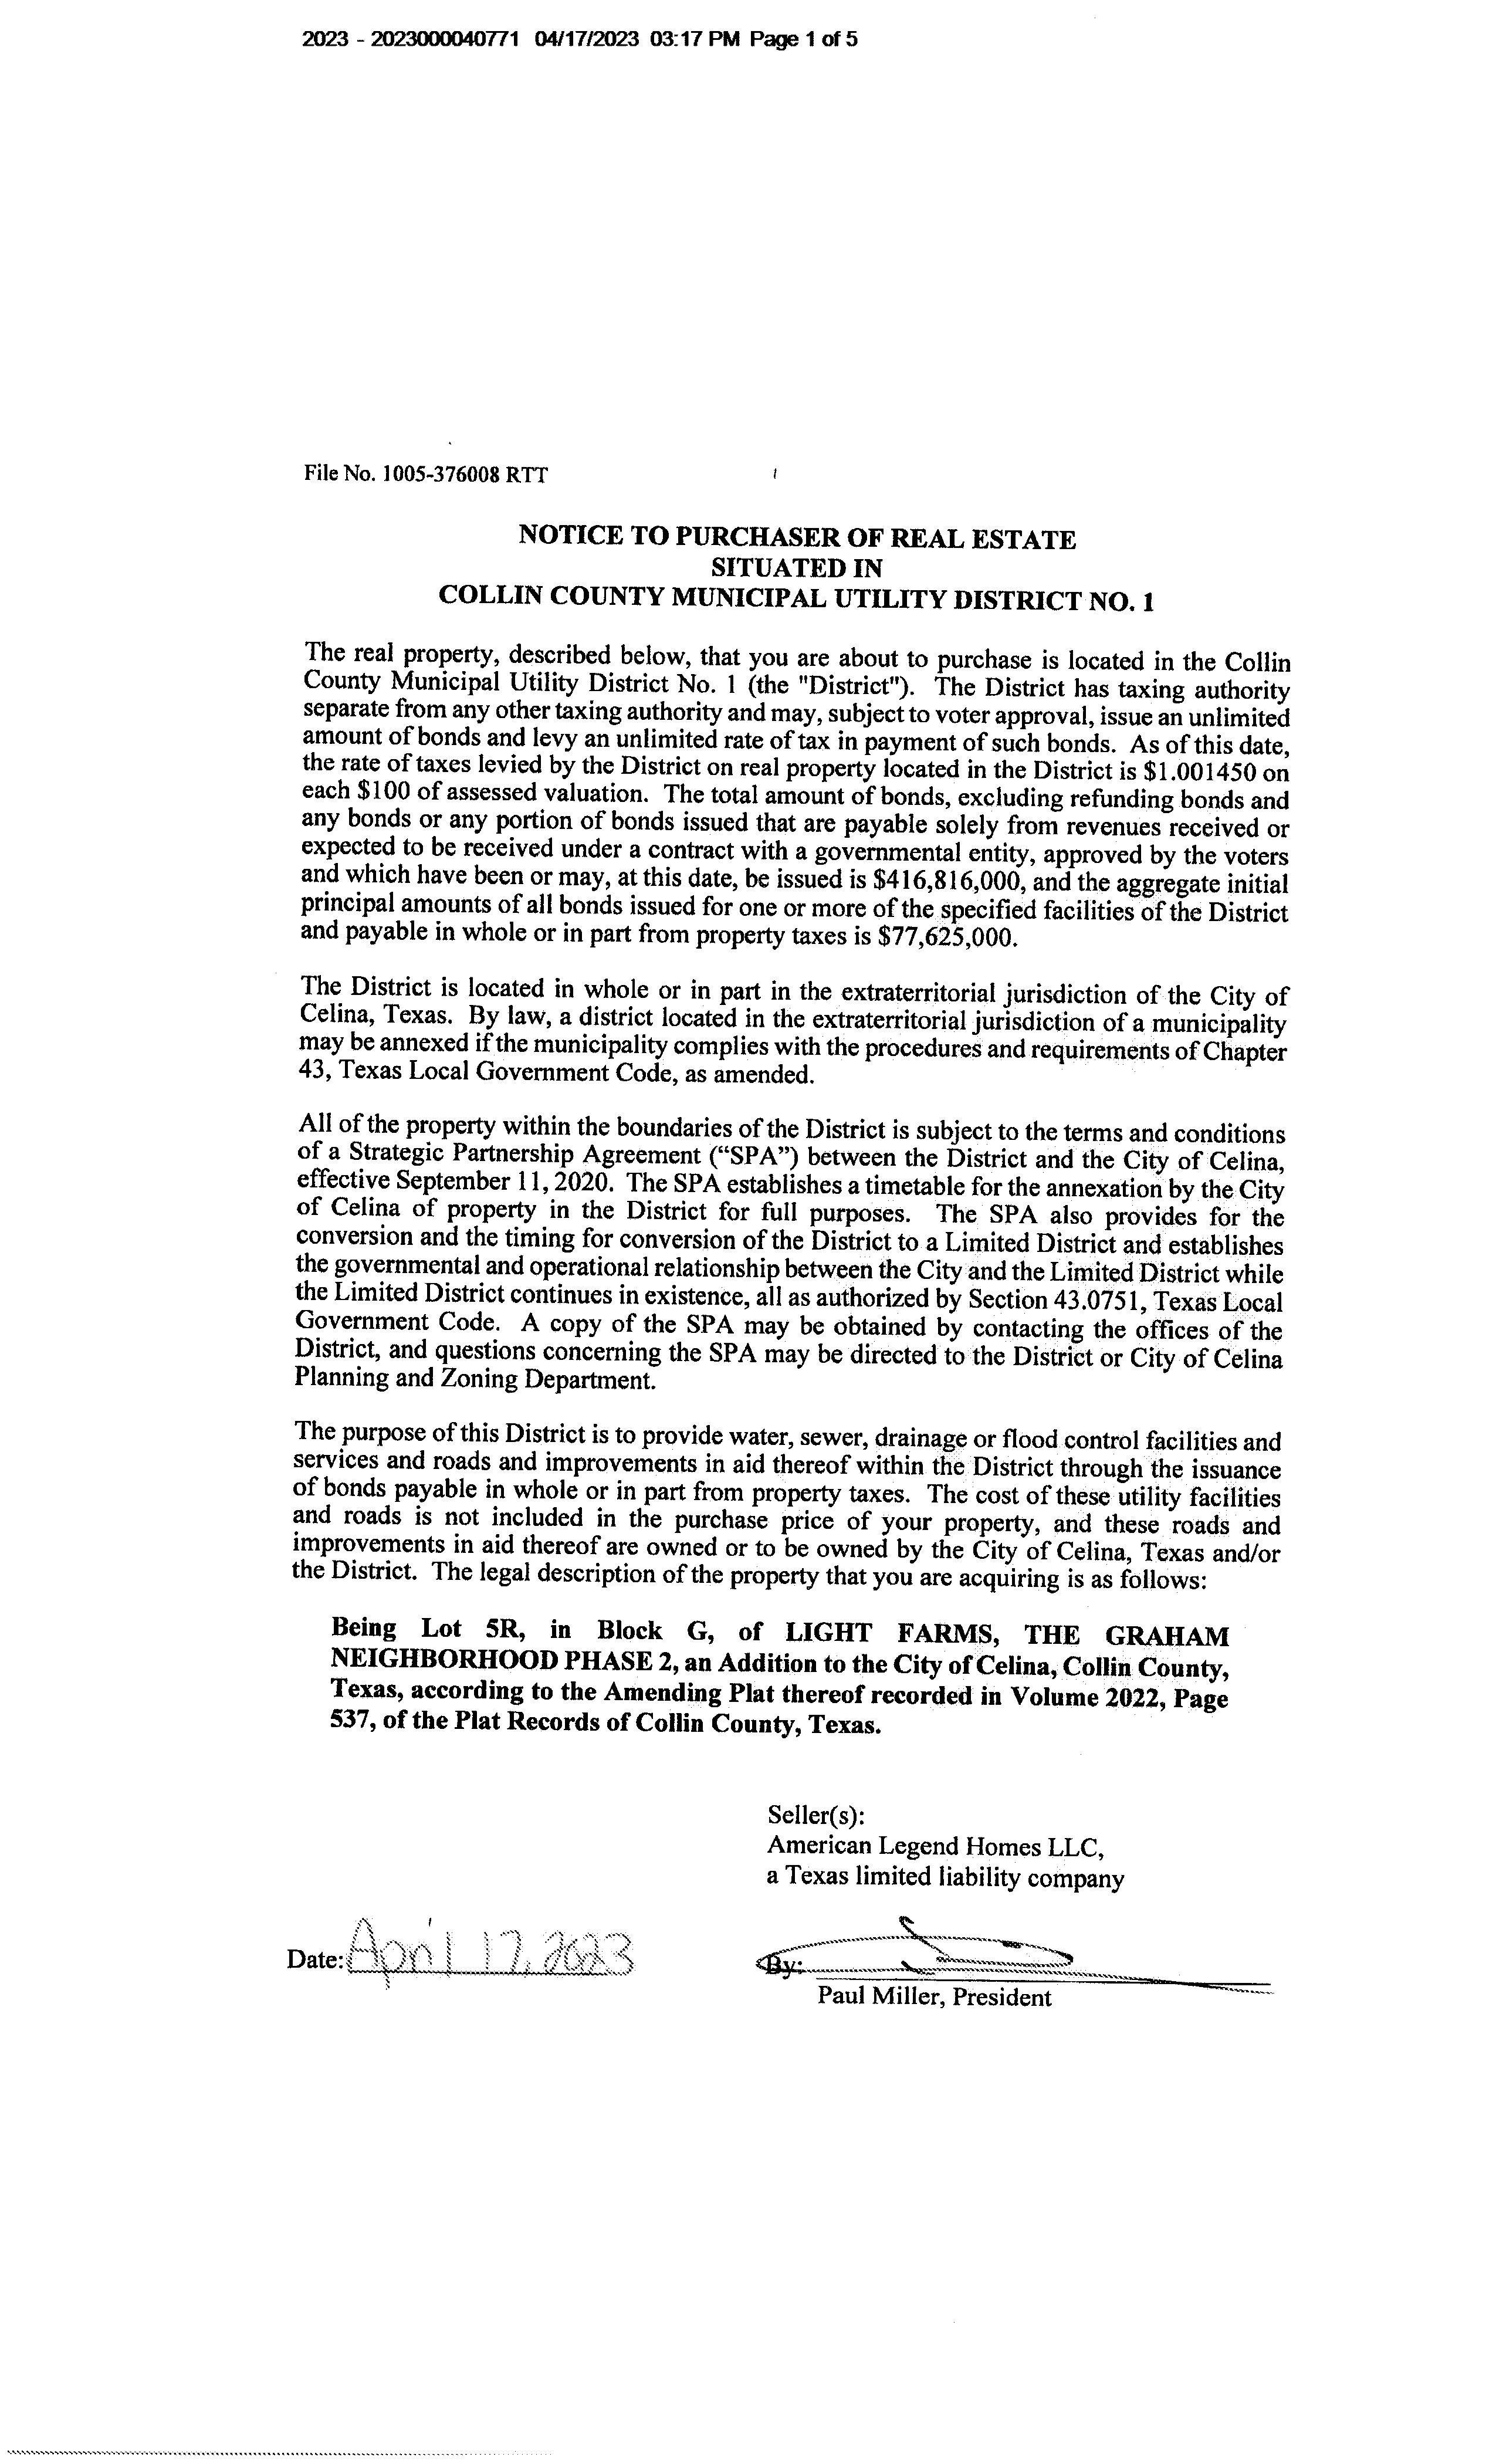 2023 - 2023000040771 04/17/2023 03:17 PM Page 1 of 5
File No. 1005-376008 RTT
NOTICE TO PURCHASER OF REAL ESTATE
SITUATED IN
COLLIN COUNTY MUNICIPAL UTILITY DISTRICT NO. 1
The real property, described below, that you are about to purchase is located in the Collin
County Municipal Utility District No. 1 (the "District"). The District has taxing authority
separate from any other taxing authority and may, subject to voter approval, issue an unlimited
amount of bonds and levy an unlimited rate of tax in payment of such bonds. As of this date,
the rate of taxes levied by the District on real property located in the District is $1.001450 on
each $100 of assessed valuation. The total amount of bonds, excluding refunding bonds and
any bonds or any portion of bonds issued that are payable solely from revenues received or
expected to be received under a contract with a governmental entity, approved by the voters
and which have been or may, at this date, be issued is $416,816,000, and the aggregate initial
principal amounts of all bonds issued for one or more of the specified facilities of the District
and payable in whole or in part from property taxes is $77,625,000.
The District is located in whole or in part in the extraterritorial jurisdiction of the City of
Celina, Texas. By law, a district located in the extraterritorial jurisdiction of a municipality
may be annexed if the municipality complies with the procedures and requirements of Chapter
43, Texas Local Government Code, as amended.
All of the property within the boundaries of the District is subject to the terms and conditions
of a Strategic Partnership Agreement (“SPA”) between the District and the City of Celina,
effective September 11, 2020. The SPA establishes a timetable for the annexation by the City
of Celina of property in the District for full purposes. The SPA also provides for the
conversion and the timing for conversion of the District to a Limited District and establishes
the governmental and operational relationship between the City and the Limited District while
the Limited District continues in existence, all as authorized by Section 43.0751, Texas Local
Government Code. A copy of the SPA may be obtained by contacting the offices of the
District, and questions concerning the SPA may be directed to the District or City of Celina
Planning and Zoning Department.
The purpose of this District is to provide water, sewer, drainage or flood control facilities and
services and roads and improvements in aid thereof within the District through the issuance
of bonds payable in whole or in part from property taxes. The cost of these utility facilities
and roads is not included in the purchase price of your property, and these roads and
improvements in aid thereof are owned or to be owned by the City of Celina, Texas and/or
the District. The legal description of the property that you are acquiring is as follows:
Being Lot 5R, in Block G, of LIGHT FARMS, THE GRAHAM
NEIGHBORHOOD PHASE 2, an Addition to the City of Celina, Collin County,
Texas, according to the Amending Plat thereof recorded in Volume 2022, Page
537, of the Plat Records of Collin County, Texas.
Seller(s):
American Legend Homes LLC,
a Texas limited liability company
Date: April 17, 2023
By:
Paul Miller, President